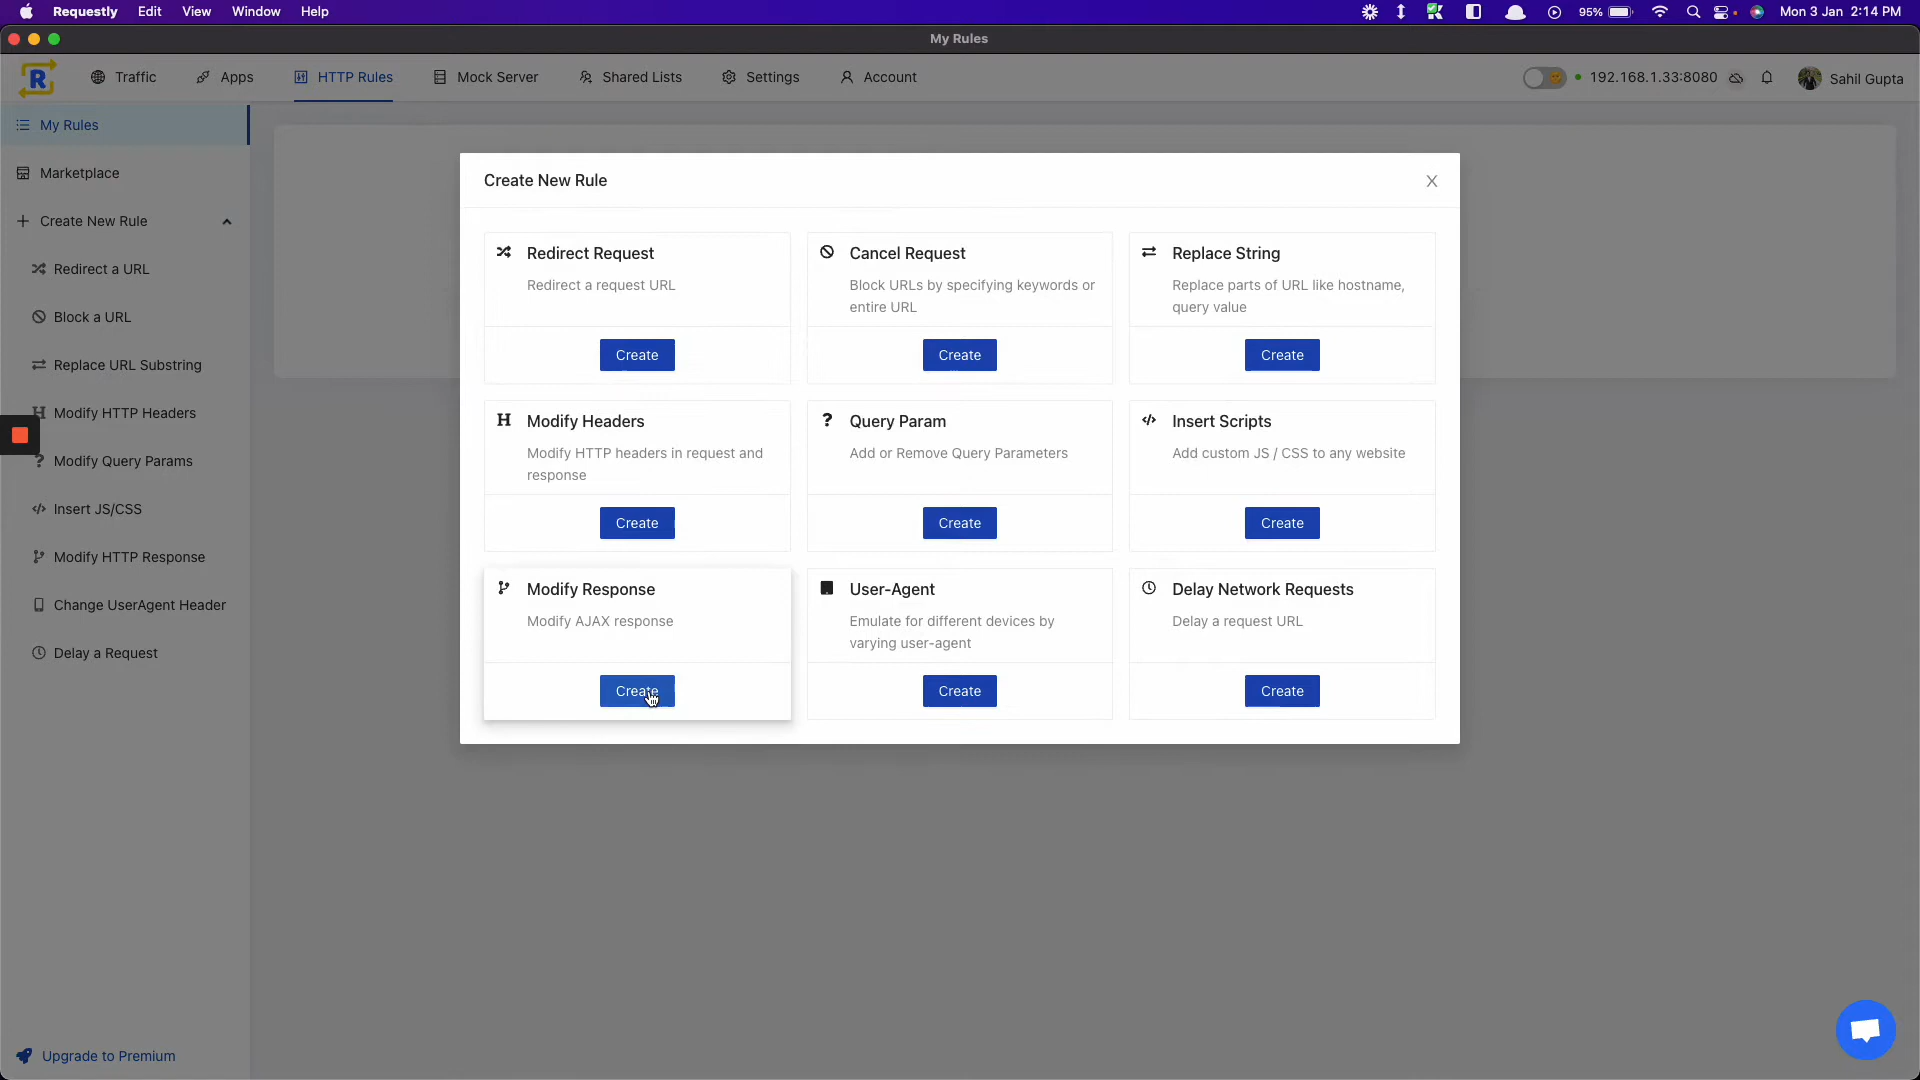 Requestly Edit View Window Help
95% Mon 3 Jan 2:14 PM
My Rules
R Traffic Apps HTTP Rules Mock Server Shared Lists Settings Account 192.168.1.33:8080 Sahil Gupta
My Rules
Marketplace
Create New Rule
Redirect a URL
Block a URL
Replace URL Substring
Modify HTTP Headers
Modify Query Params
Insert JS/CSS
Modify HTTP Response
Change UserAgent Header
Delay a Request
Upgrade to Premium
Create New Rule X
Redirect Request
Redirect a request URL
Create
Cancel Request
Block URLs by specifying keywords or
entire URL
Create
Replace String
Replace parts of URL like hostname,
query value
Create
H Modify Headers
Modify HTTP headers in request and
response
Create
? Query Param
Add or Remove Query Parameters
Create
</> Insert Scripts
Add custom JS / CSS to any website
Create
Modify Response
Modify AJAX response
Create
User-Agent
Emulate for different devices by
varying user-agent
Create
Delay Network Requests
Delay a request URL
Create